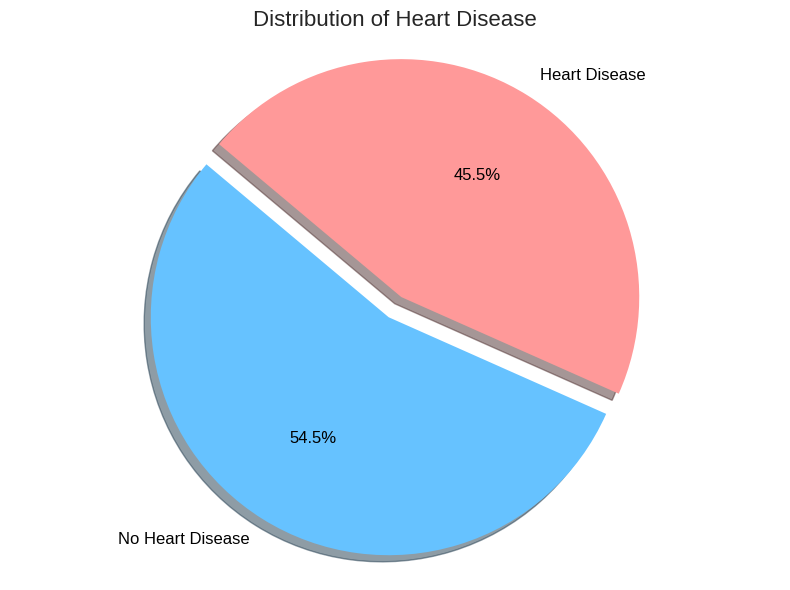 Distribution of Heart Disease
Heart Disease
45.5%
54.5%
No Heart Disease